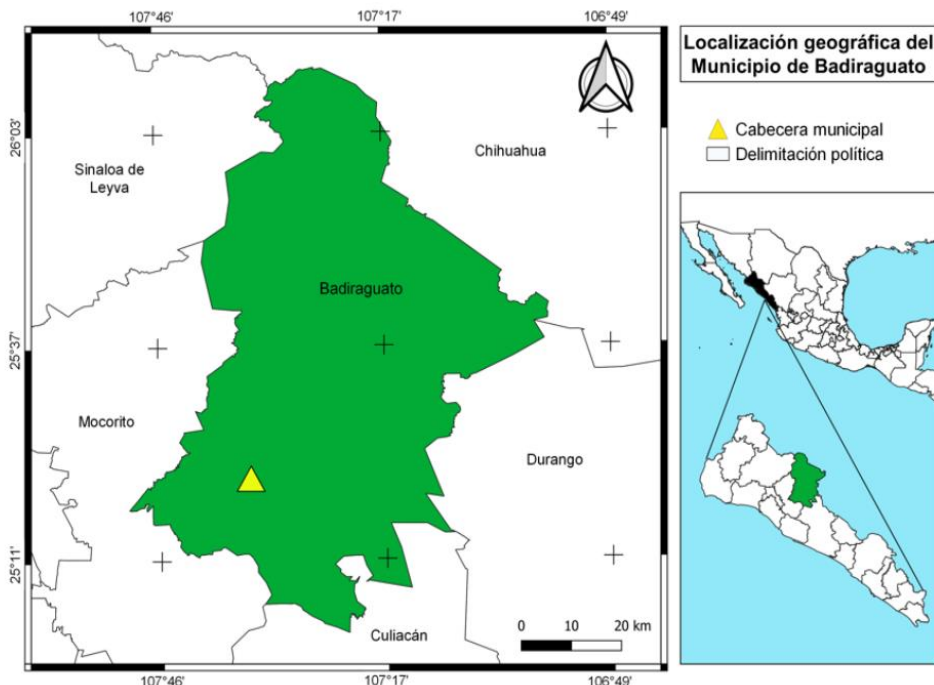 107°46'
107°17'
106°49'
Localización geográfica del
Municipio de Badiraguato
Cabecera municipal
Delimitación política
26°03'
25°37'
25°11'
Sinaloa de
Leyva
Chihuahua
Badiraguato
Mocorito
Durango
Culiacán
0 10 20 km
107°46'
107°17'
106°49'